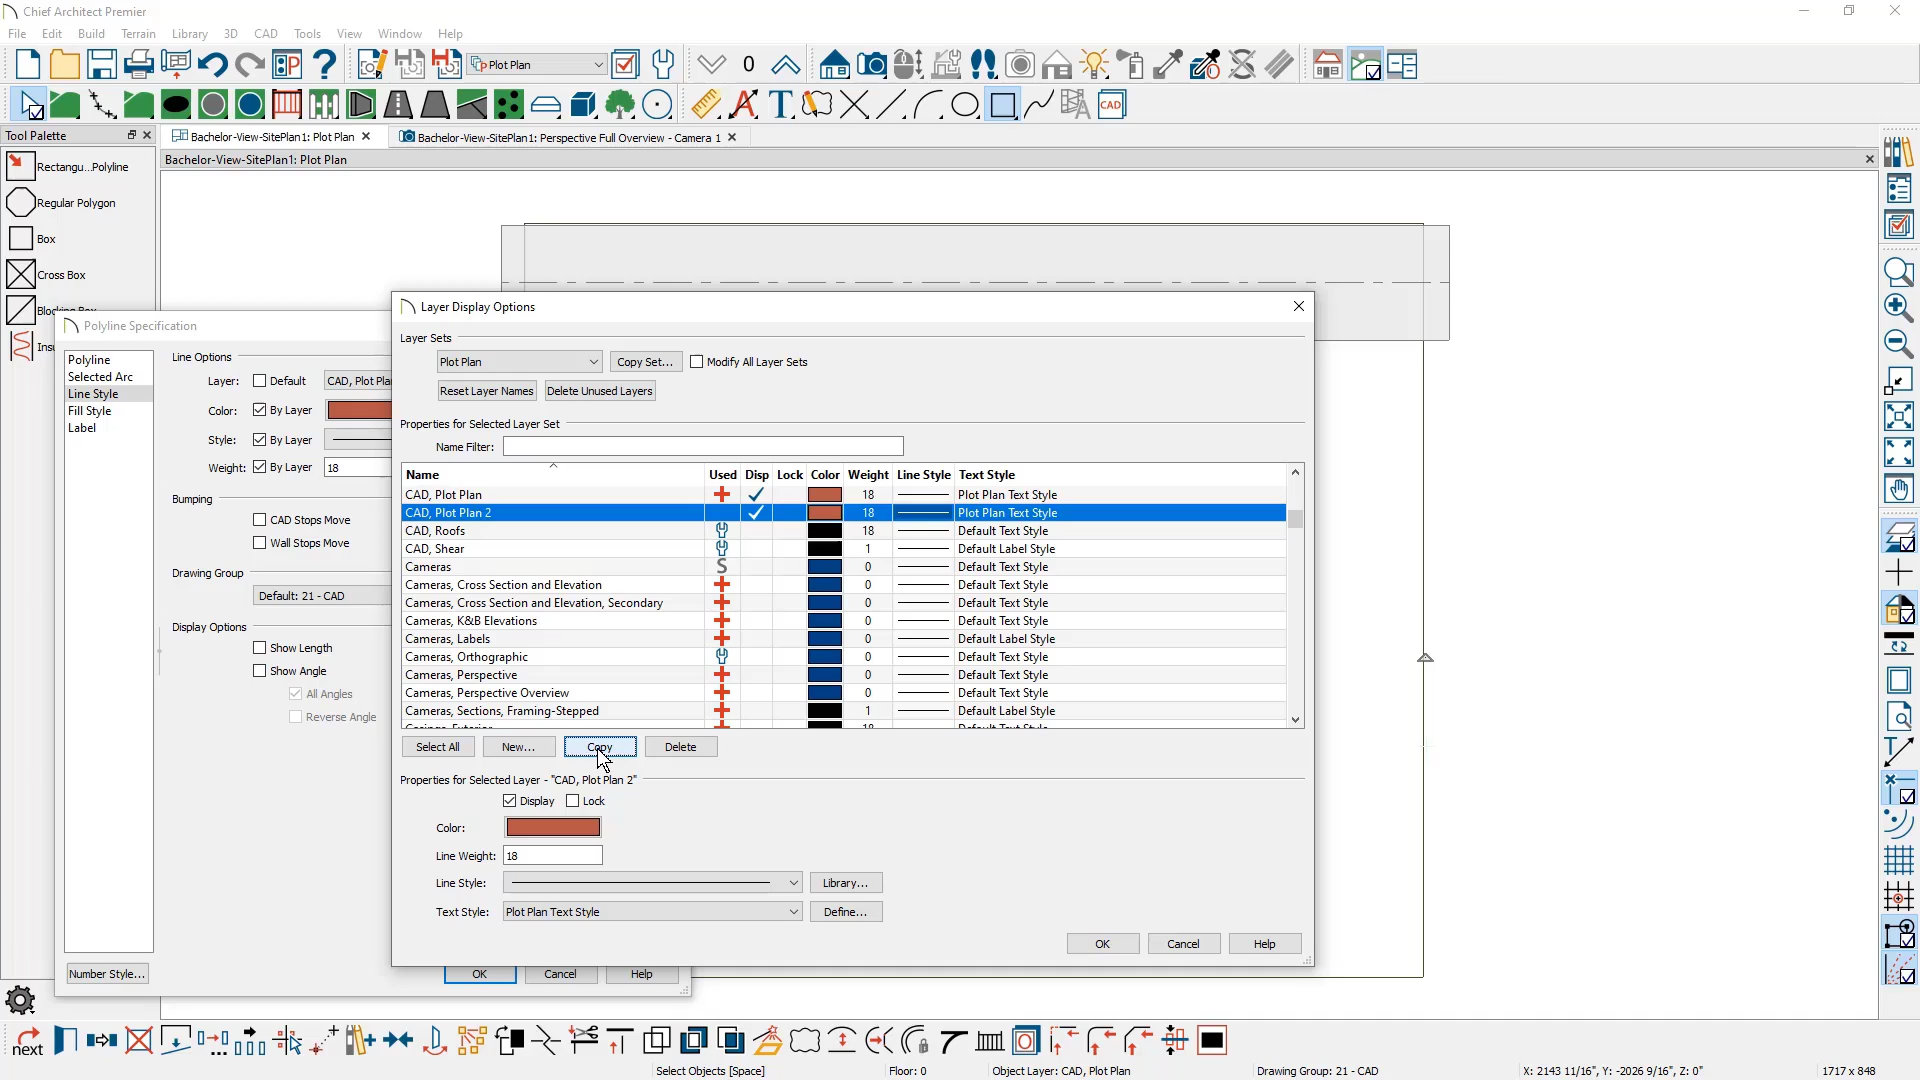 Chief Architect Premier
File Edit Build Terrain Library 3D CAD Tools View Window Help
Plot Plan
0
CAD
Tool Palette
Bachelor-View-SitePlan1: Plot Plan
Bachelor-View-SitePlan1: Perspective Full Overview - Camera 1
Bachelor-View-SitePlan1: Plot Plan
Rectangu...Polyline
Regular Polygon
Box
Cross Box
Polyline Specification
Polyline
Selected Arc
Line Style
Fill Style
Label
Number Style...
Line Options
Layer: Default CAD, Plot Pla
Color: By Layer
Style: By Layer
Weight: By Layer 18
Bumping
CAD Stops Move
Wall Stops Move
Drawing Group
Default: 21 - CAD
Display Options
Show Length
Show Angle
All Angles
Reverse Angle
OK Cancel Help
Layer Display Options
Layer Sets
Plot Plan Copy Set... Modify All Layer Sets
Reset Layer Names Delete Unused Layers
Properties for Selected Layer Set
Name Filter:
Name Used Disp Lock Color Weight Line Style Text Style
CAD, Plot Plan 18 Plot Plan Text Style
CAD, Plot Plan 2 18 Plot Plan Text Style
CAD, Roofs 18 Default Text Style
CAD, Shear 1 Default Label Style
Cameras S 0 Default Text Style
Cameras, Cross Section and Elevation 0 Default Text Style
Cameras, Cross Section and Elevation, Secondary 0 Default Text Style
Cameras, K&B Elevations 0 Default Text Style
Cameras, Labels 0 Default Label Style
Cameras, Orthographic 0 Default Text Style
Cameras, Perspective 0 Default Text Style
Cameras, Perspective Overview 0 Default Text Style
Cameras, Sections, Framing-Stepped 1 Default Label Style
Select All New... Copy Delete
Properties for Selected Layer - "CAD, Plot Plan 2"
Display Lock
Color:
Line Weight: 18
Line Style: Library...
Text Style: Plot Plan Text Style Define...
OK Cancel Help
next
Select Objects [Space] Floor: 0 Object Layer: CAD, Plot Plan Drawing Group: 21 - CAD X: 2143 11/16", Y: -2026 9/16", Z: 0" 1717 x 848